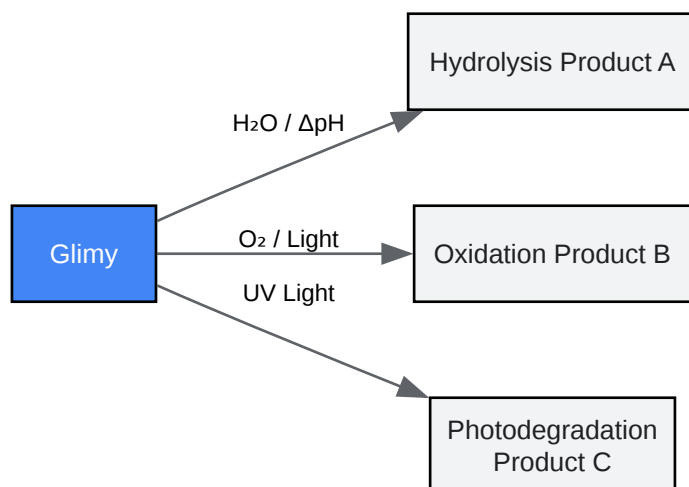 Hydrolysis Product A
H₂O / ΔpH
Glimy
O₂ / Light
Oxidation Product B
UV Light
Photodegradation
Product C